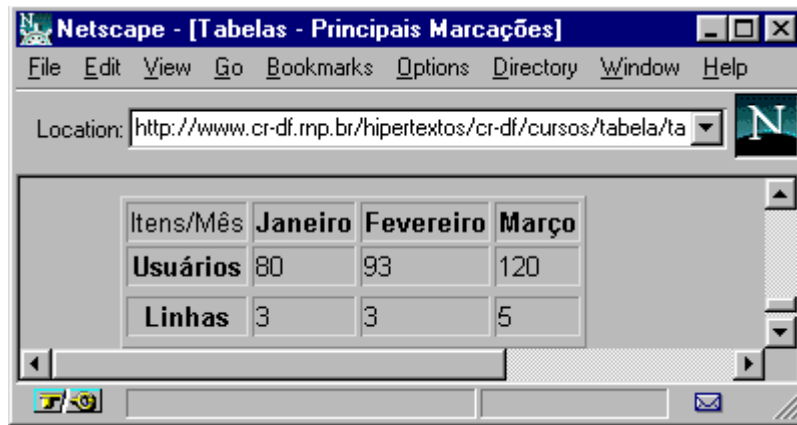 Netscape - [Tabelas - Principais Marcações]
File Edit View Go Bookmarks Options Directory Window Help
Location: http://www.cr-df.rnp.br/hipertextos/cr-df/cursos/tabela/ta
N
Itens/Mês Janeiro Fevereiro Março
Usuários 80 93 120
Linhas 3 3 5